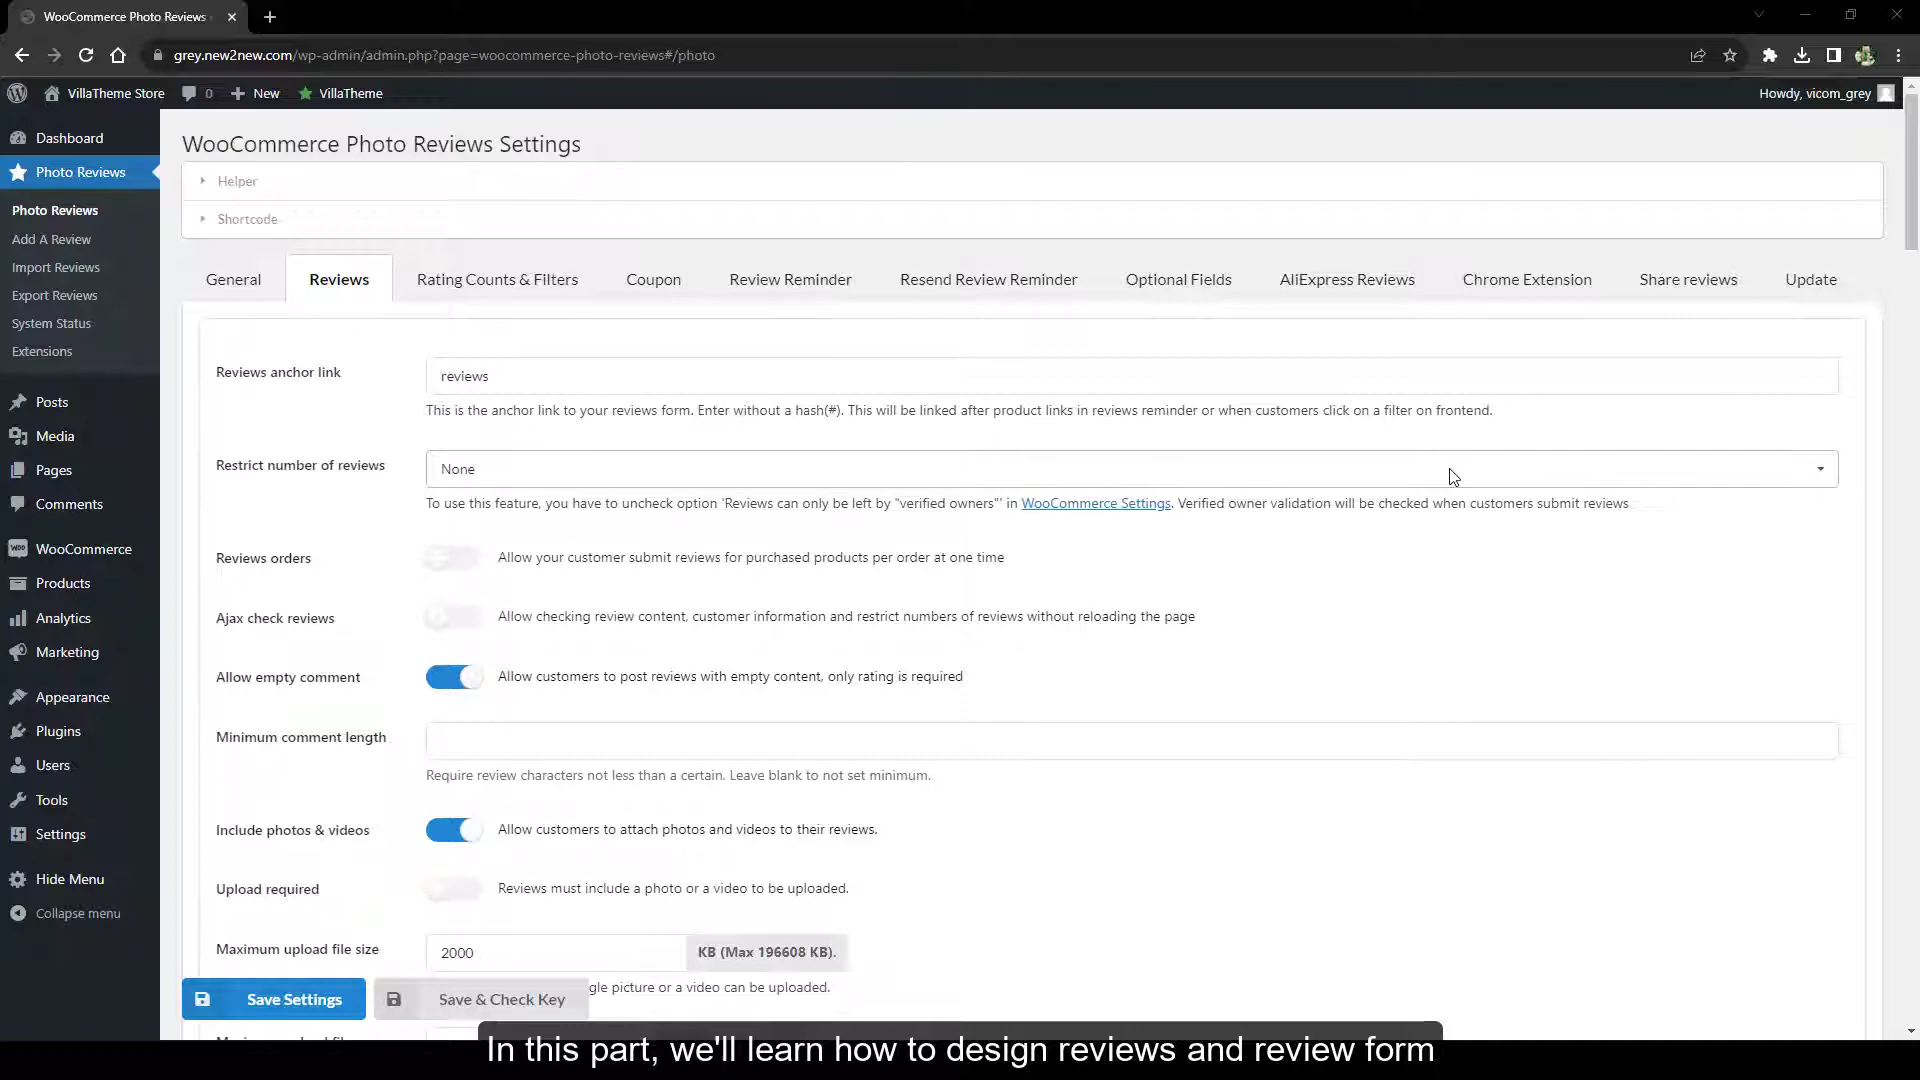 WooCommerce Photo Reviews
grey.new2new.com/wp-admin/admin.php?page=woocommerce-photo-reviews#/photo
VillaTheme Store
0
New
VillaTheme
Howdy, vicom_grey
Dashboard
Photo Reviews
Photo Reviews
Add A Review
Import Reviews
Export Reviews
System Status
Extensions
Posts
Media
Pages
Comments
WooCommerce
Products
Analytics
Marketing
Appearance
Plugins
Users
Tools
Settings
Hide Menu
Collapse menu
WooCommerce Photo Reviews Settings
Helper
Shortcode
General
Reviews
Rating Counts & Filters
Coupon
Review Reminder
Resend Review Reminder
Optional Fields
AliExpress Reviews
Chrome Extension
Share reviews
Update
Reviews anchor link
reviews
This is the anchor link to your reviews form. Enter without a hash(#). This will be linked after product links in reviews reminder or when customers click on a filter on frontend.
Restrict number of reviews
None
To use this feature, you have to uncheck option 'Reviews can only be left by "verified owners"' in WooCommerce Settings. Verified owner validation will be checked when customers submit reviews
Reviews orders
Allow your customer submit reviews for purchased products per order at one time
Ajax check reviews
Allow checking review content, customer information and restrict numbers of reviews without reloading the page
Allow empty comment
Allow customers to post reviews with empty content, only rating is required
Minimum comment length
Require review characters not less than a certain. Leave blank to not set minimum.
Include photos & videos
Allow customers to attach photos and videos to their reviews.
Upload required
Reviews must include a photo or a video to be uploaded.
Maximum upload file size
2000
KB (Max 196608 KB).
gle picture or a video can be uploaded.
Save Settings
Save & Check Key
In this part, we'll learn how to design reviews and review form